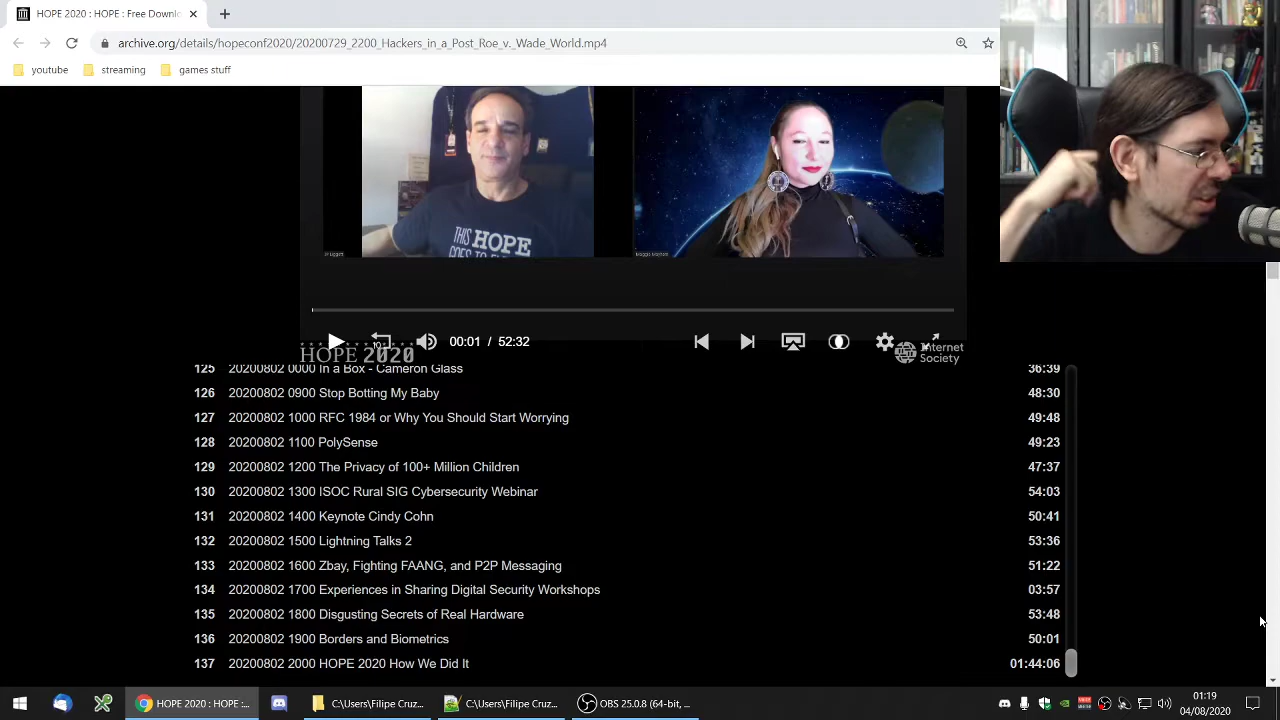 HOPE 2020 : HOPE : Free Downlo
archive.org/details/hopeconf2020/20200729_2200_Hackers_in_a_Post_Roe_v._Wade_World.mp4
youtube streaming games stuff
THIS HOPE
GOES TO
10
00:01 / 52:32
HOPE 2020
Internet
Society
125 20200802 0000 In a Box - Cameron Glass 36:39
126 20200802 0900 Stop Botting My Baby 48:30
127 20200802 1000 RFC 1984 or Why You Should Start Worrying 49:48
128 20200802 1100 PolySense 49:23
129 20200802 1200 The Privacy of 100+ Million Children 47:37
130 20200802 1300 ISOC Rural SIG Cybersecurity Webinar 54:03
131 20200802 1400 Keynote Cindy Cohn 50:41
132 20200802 1500 Lightning Talks 2 53:36
133 20200802 1600 Zbay, Fighting FAANG, and P2P Messaging 51:22
134 20200802 1700 Experiences in Sharing Digital Security Workshops 03:57
135 20200802 1800 Disgusting Secrets of Real Hardware 53:48
136 20200802 1900 Borders and Biometrics 50:01
137 20200802 2000 HOPE 2020 How We Did It 01:44:06
HOPE 2020 : HOPE :... C:\Users\Filipe Cruz... C:\Users\Filipe Cruz... OBS 25.0.8 (64-bit, ...
01:19
04/08/2020